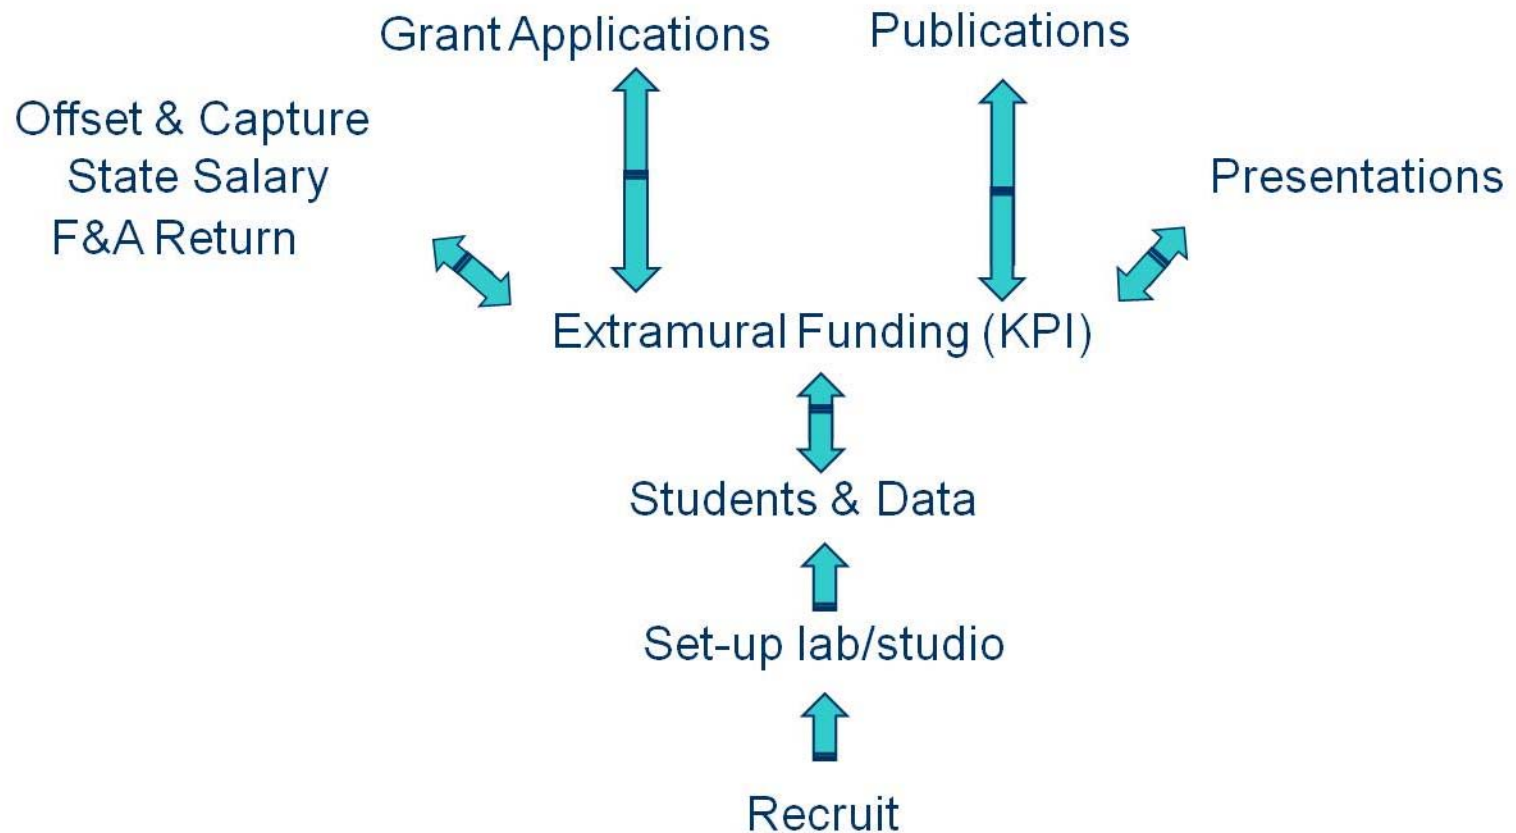 Grant Applications
Publications
Offset & Capture
State Salary
F&A Return
Presentations
Extramural Funding (KPI)
Students & Data
Set-up lab/studio
Recruit